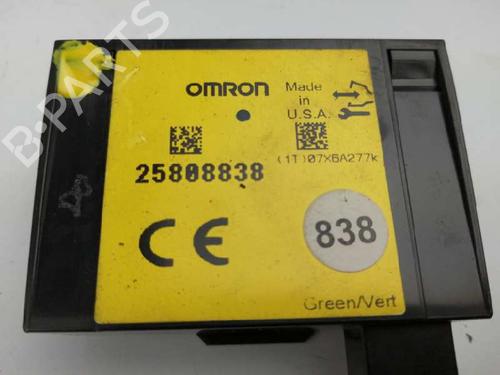 B-PARTS
OMRON
Made
in
U.S.A.
25808838
(1T)07X6A277k
CE
838
Green/Vert